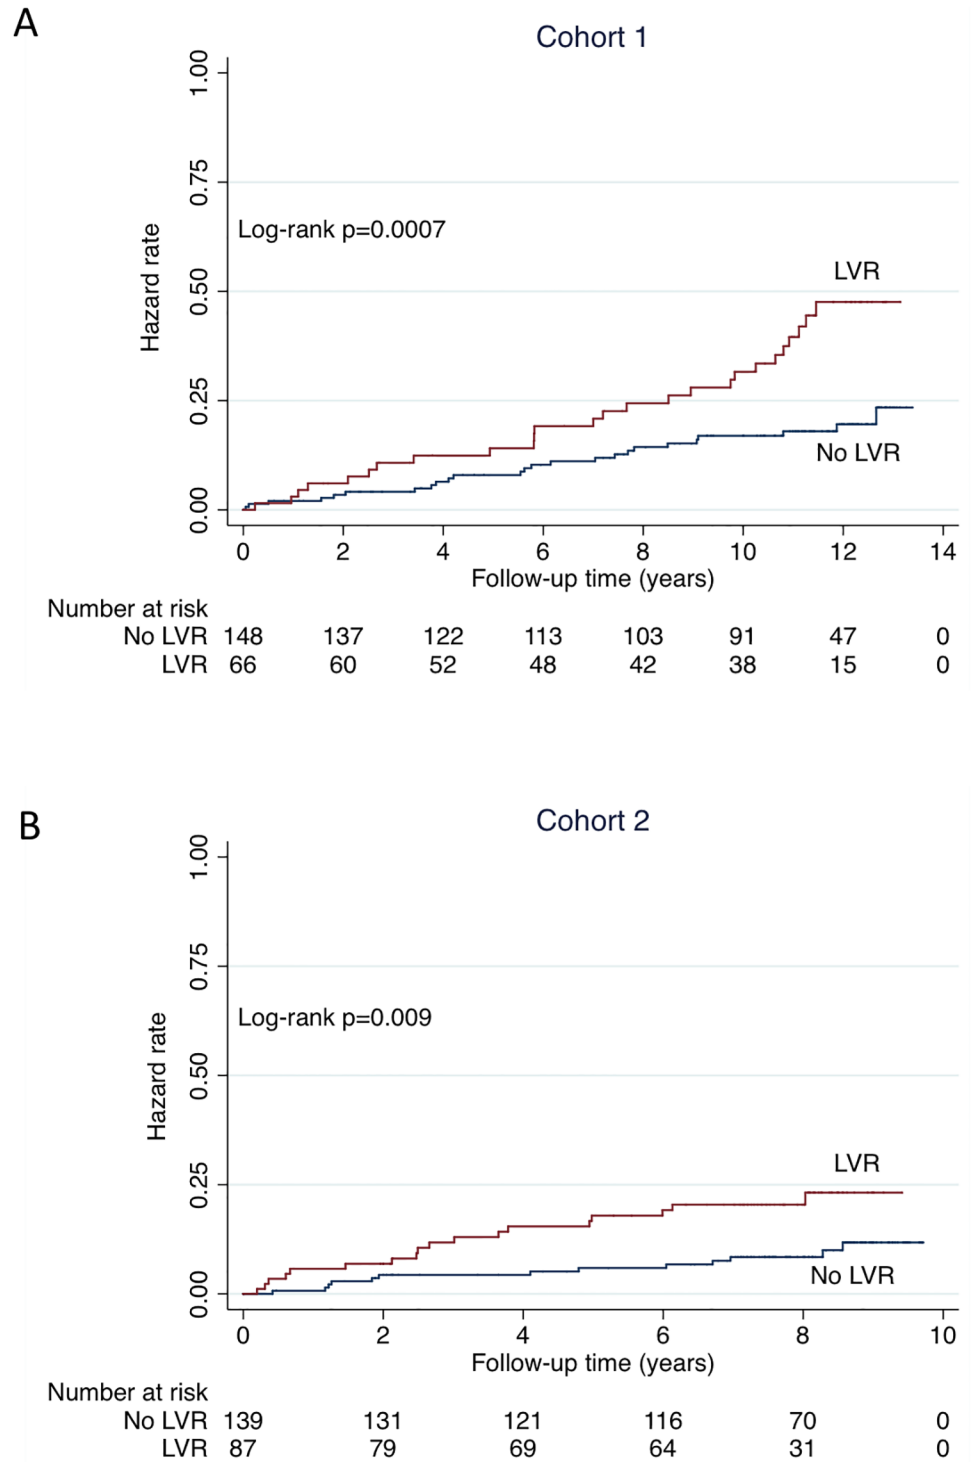 A
Cohort 1
1.00
0.75
0.50
0.25
0.00
Hazard rate
Log-rank p=0.0007
LVR
No LVR
0 2 4 6 8 10 12 14
Follow-up time (years)
Number at risk
No LVR 148 137 122 113 103 91 47 0
LVR 66 60 52 48 42 38 15 0
B
Cohort 2
1.00
0.75
0.50
0.25
0.00
Hazard rate
Log-rank p=0.009
LVR
No LVR
0 2 4 6 8 10
Follow-up time (years)
Number at risk
No LVR 139 131 121 116 70 0
LVR 87 79 69 64 31 0